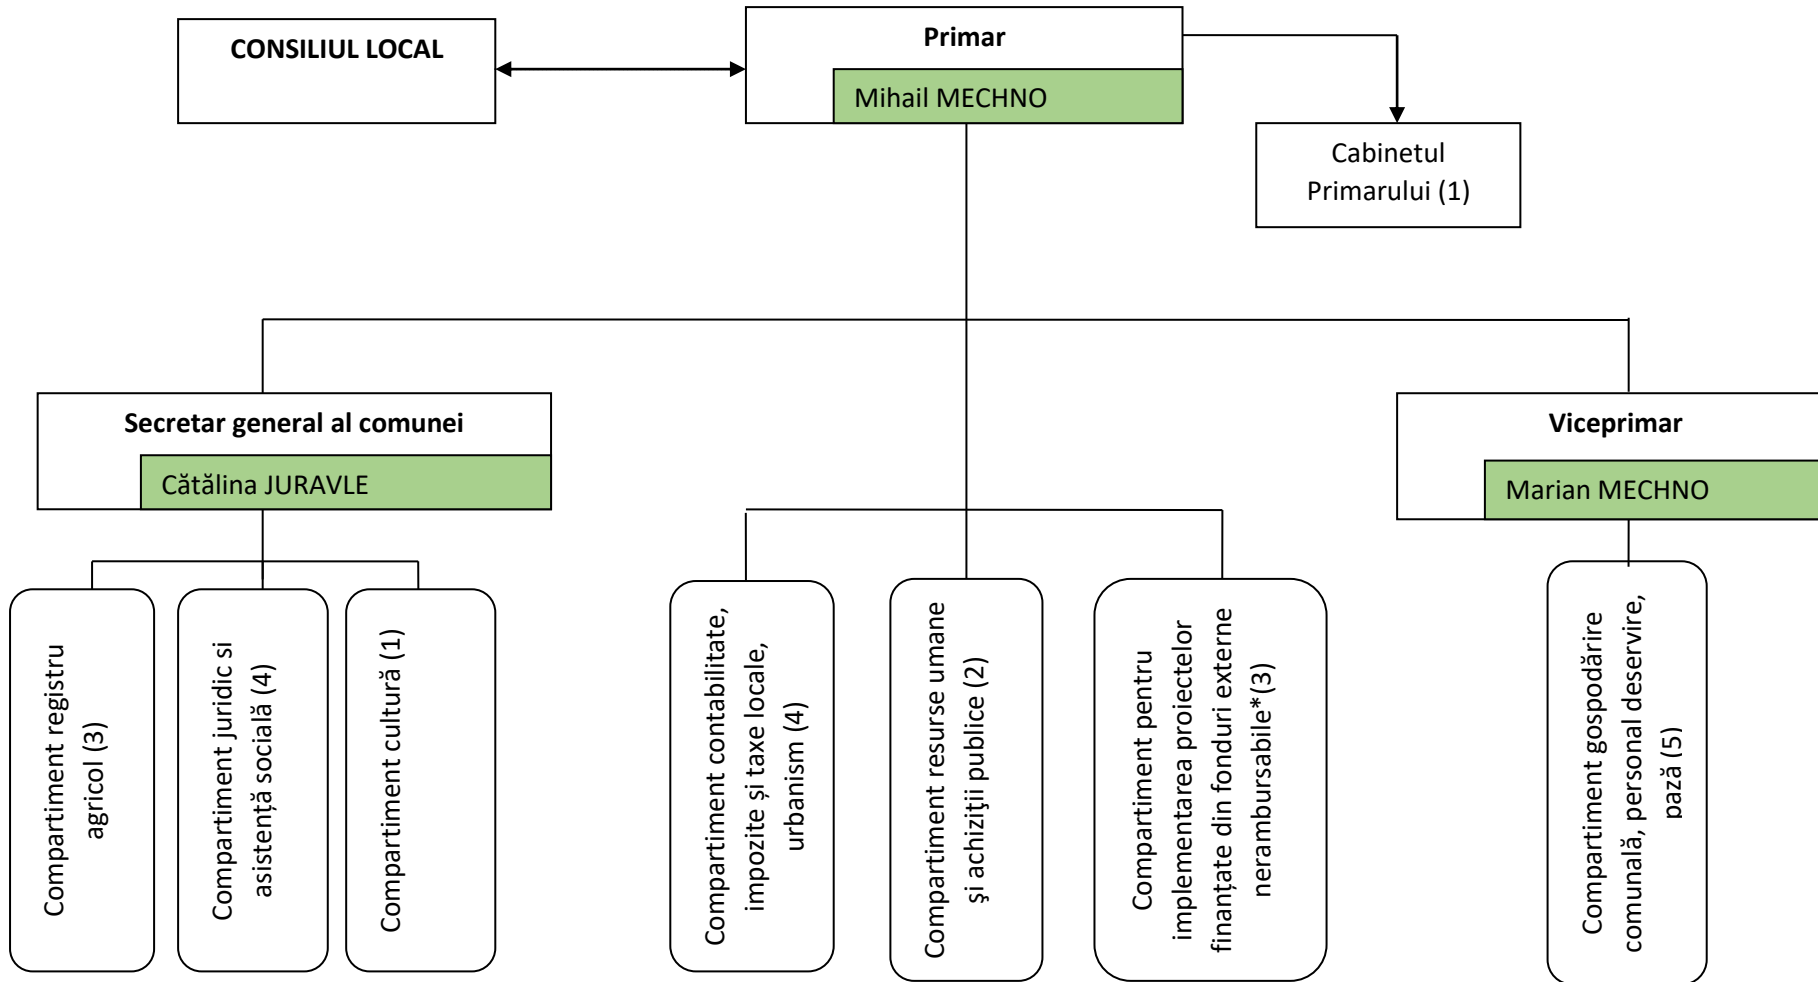 CONSILIUL LOCAL
Primar
Mihail MECHNO
Cabinetul
Primarului (1)
Secretar general al comunei
Cătălina JURAVLE
Viceprimar
Marian MECHNO
Compartiment registru
agricol (3)
Compartiment juridic si
asistență socială (4)
Compartiment cultură (1)
Compartiment contabilitate,
impozite și taxe locale,
urbanism (4)
Compartiment resurse umane
şi achiziţii publice (2)
Compartiment pentru
implementarea proiectelor
finanțate din fonduri externe
nerambursabile*(3)
Compartiment gospodărire
comunală, personal deservire,
pază (5)